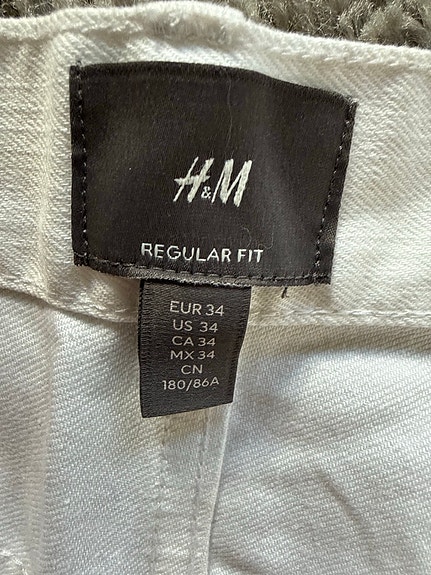 H&M
REGULAR FIT
EUR 34
US 34
CA 34
MX 34
CN
180/86A